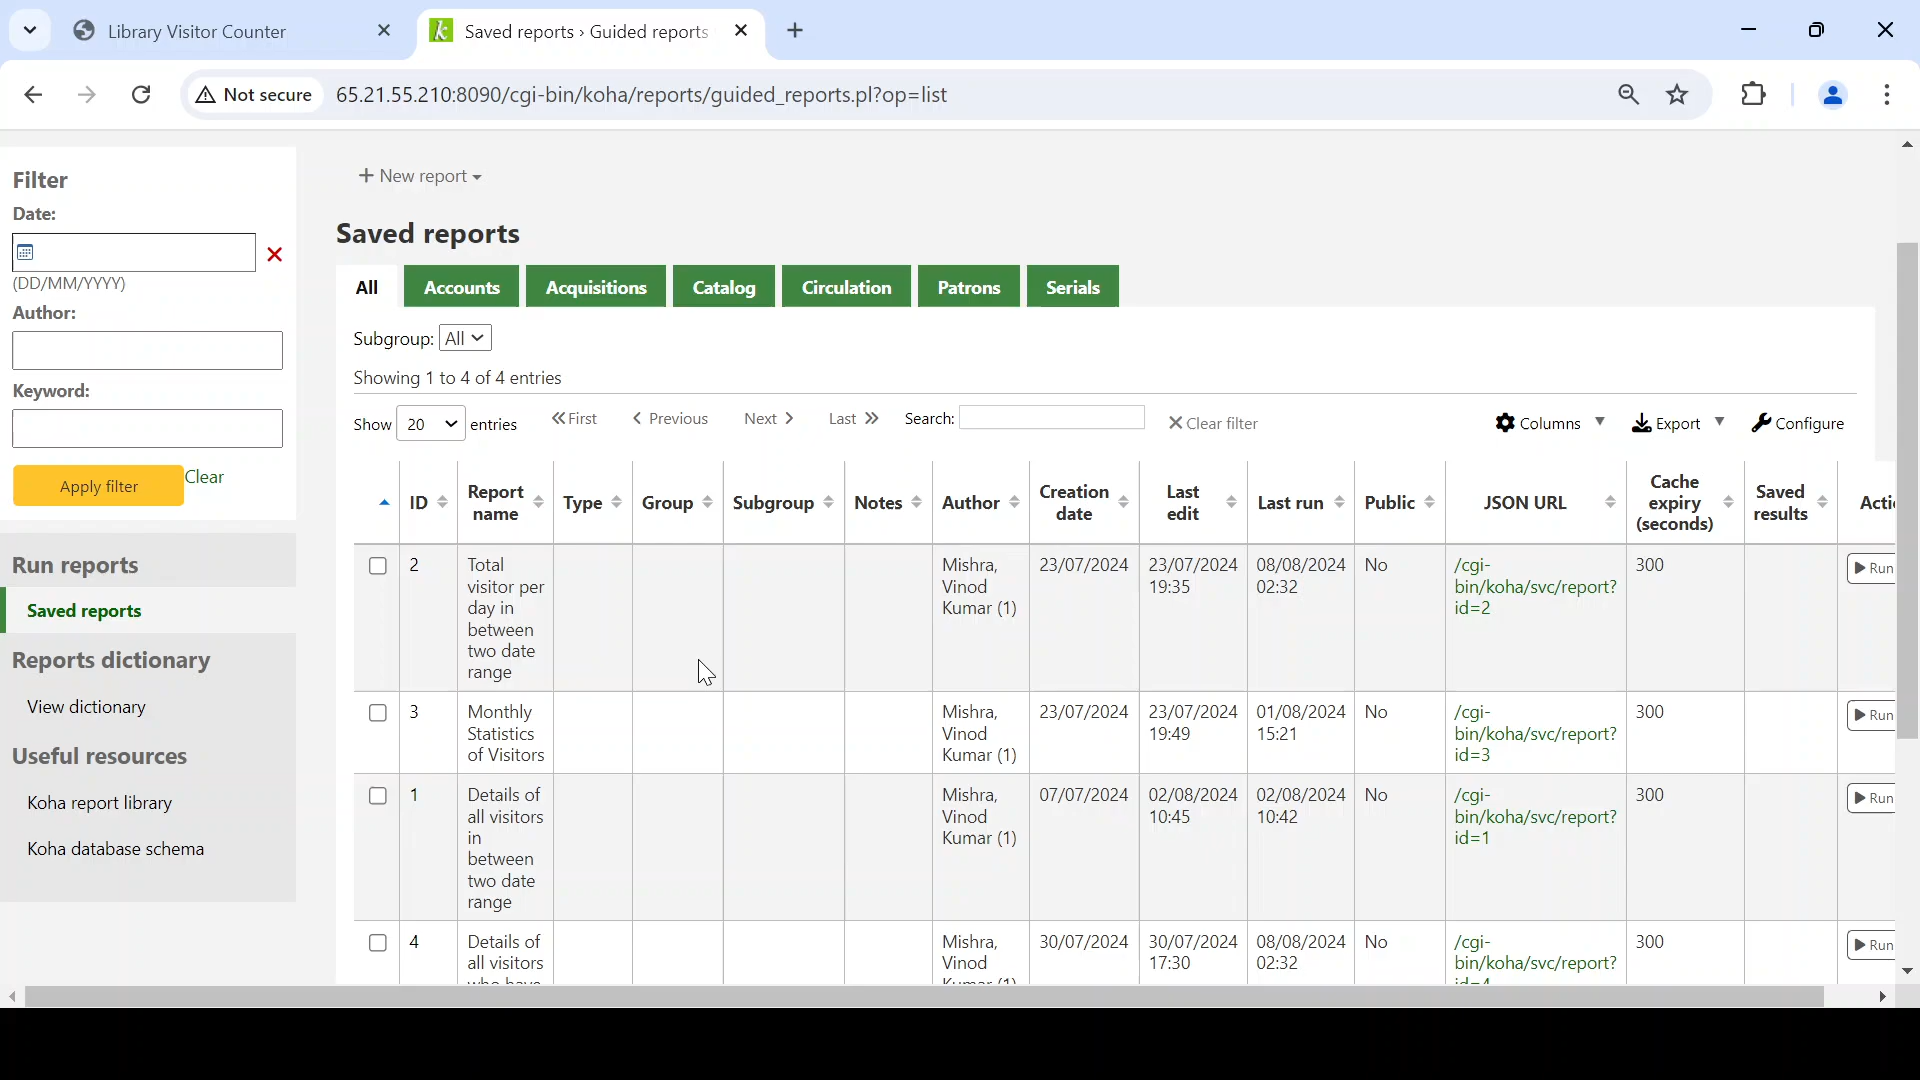 Library Visitor Counter
Saved reports › Guided reports
Not secure
65.21.55.210:8090/cgi-bin/koha/reports/guided_reports.pl?op=list
Filter
Date:
(DD/MM/YYYY)
Author:
Keyword:
Apply filter
Clear
Run reports
Saved reports
Reports dictionary
View dictionary
Useful resources
Koha report library
Koha database schema
+ New report
Saved reports
All Accounts Acquisitions Catalog Circulation Patrons Serials
Subgroup: All
Showing 1 to 4 of 4 entries
Show 20 entries First Previous Next Last Search: Clear filter Columns Export Configure
ID Report name Type Group Subgroup Notes Author Creation date Last edit Last run Public JSON URL Cache expiry (seconds) Saved results Acti
2 Total Mishra, 23/07/2024 23/07/2024 08/08/2024 No /cgi- 300 Run
visitor per Vinod 19:35 02:32 bin/koha/svc/report?
day in Kumar (1) id=2
between
two date
range
3 Monthly Mishra, 23/07/2024 23/07/2024 01/08/2024 No /cgi- 300 Run
Statistics Vinod 19:49 15:21 bin/koha/svc/report?
of Visitors Kumar (1) id=3
1 Details of Mishra, 07/07/2024 02/08/2024 02/08/2024 No /cgi- 300 Run
all visitors Vinod 10:45 10:42 bin/koha/svc/report?
in Kumar (1) id=1
between
two date
range
4 Details of Mishra, 30/07/2024 30/07/2024 08/08/2024 No /cgi- 300 Run
all visitors Vinod 17:30 02:32 bin/koha/svc/report?
who have Kumar (1) id=4